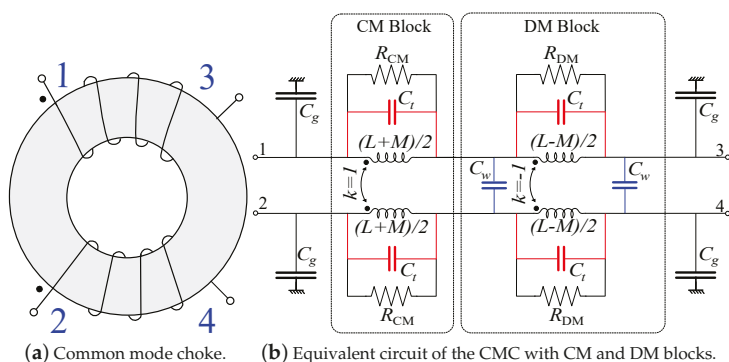 1
3
2
4
(a) Common mode choke.
CM Block
DM Block
R_CM
R_DM
C_g
C_t
C_t
C_g
1
(L+M)/2
(L-M)/2
3
k=1
C_w
k=-1
C_w
2
4
(L+M)/2
(L-M)/2
C_g
C_t
C_t
C_g
R_CM
R_DM
(b) Equivalent circuit of the CMC with CM and DM blocks.